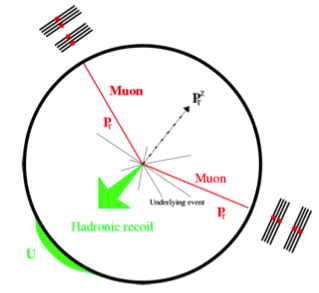 Muon
P_T
P_T^Z
Muon
P_T
Underlying event
Hadronic recoil
U